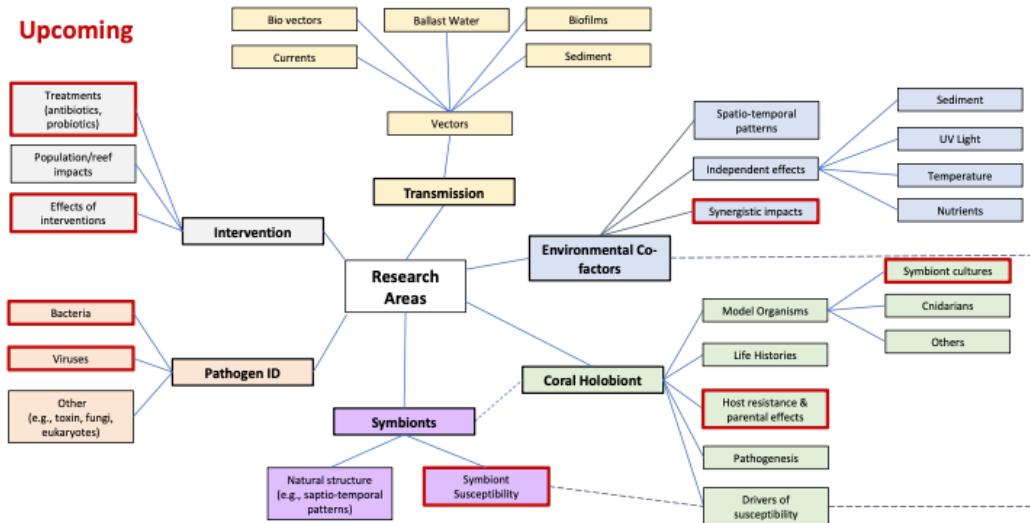 Upcoming
Bio vectors
Ballast Water
Biofilms
Currents
Sediment
Vectors
Transmission
Treatments
(antibiotics,
probiotics)
Population/reef
impacts
Effects of
interventions
Intervention
Spatio-temporal
patterns
Independent effects
Synergistic impacts
Sediment
UV Light
Temperature
Nutrients
Environmental Co-
factors
Research
Areas
Bacteria
Viruses
Other
(e.g., toxin, fungi,
eukaryotes)
Pathogen ID
Symbionts
Natural structure
(e.g., saptio-temporal
patterns)
Symbiont
Susceptibility
Coral Holobiont
Model Organisms
Symbiont cultures
Cnidarians
Others
Life Histories
Host resistance &
parental effects
Pathogenesis
Drivers of
susceptibility